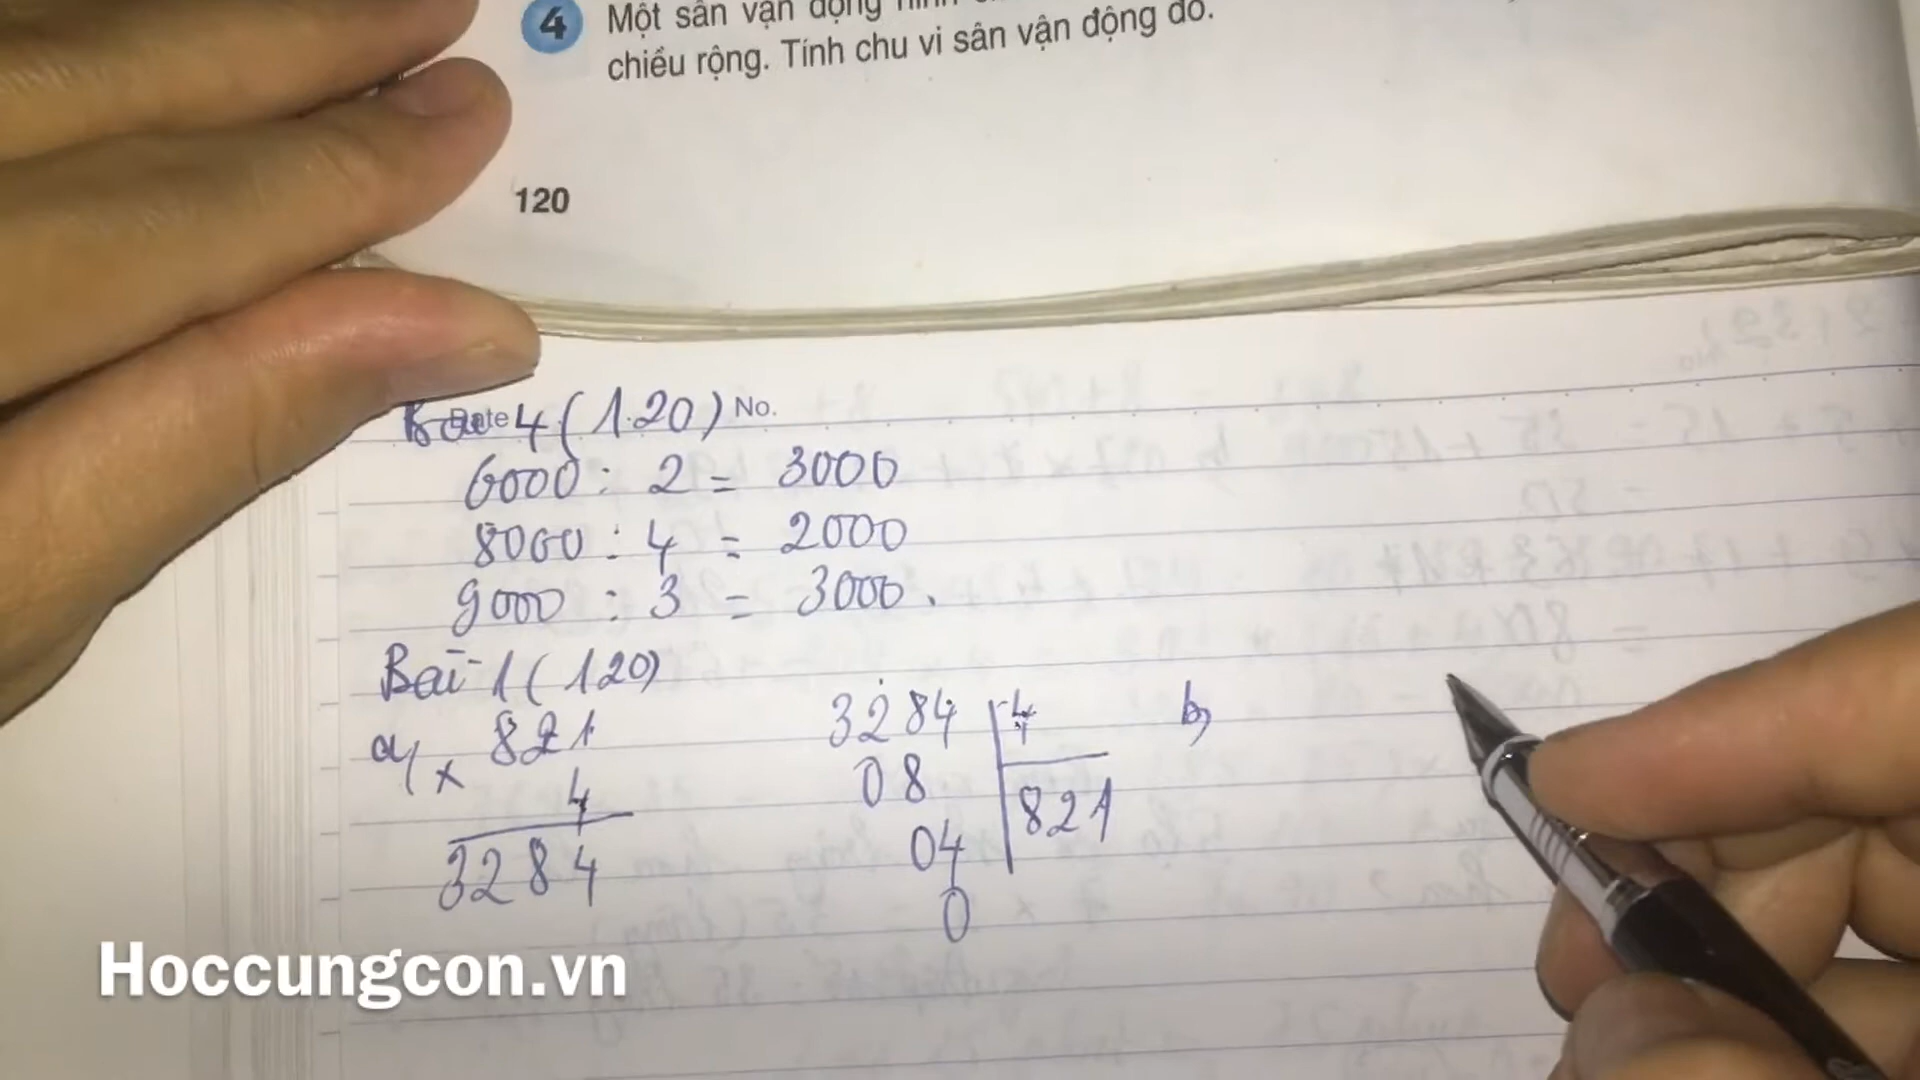 4 Một sân vận động hình
chiều rộng. Tính chu vi sân vận động đó.
120
Date No.
4 (120)
6000 : 2 = 3000
8000 : 4 = 2000
9000 : 3 = 3000.
Bài 1 (120)
a) 821
x 4
3284
3284 4
08 821
04
0
b)
Hoccungcon.vn